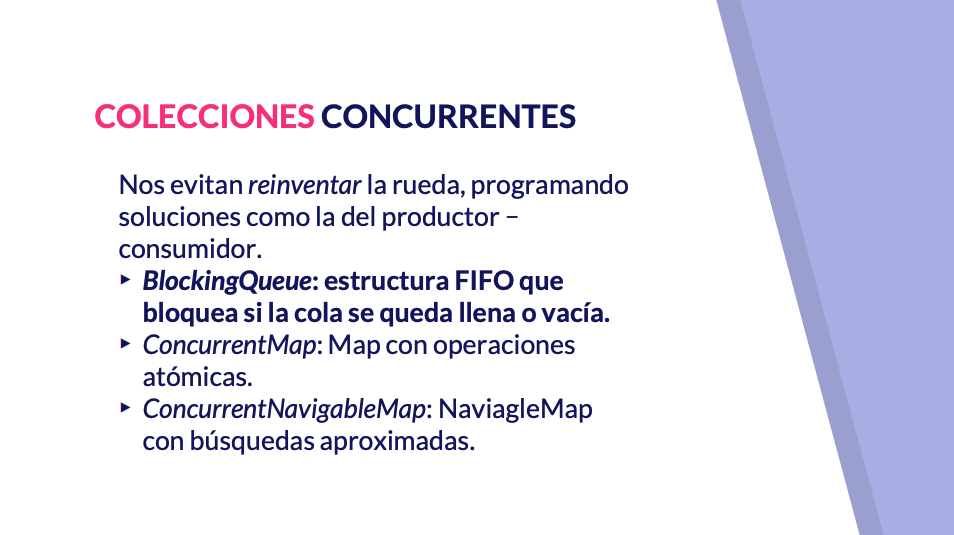 COLECCIONES CONCURRENTES
Nos evitan reinventar la rueda, programando
soluciones como la del productor –
consumidor.
▸ BlockingQueue: estructura FIFO que
bloquea si la cola se queda llena o vacía.
▸ ConcurrentMap: Map con operaciones
atómicas.
▸ ConcurrentNavigableMap: NaviagleMap
con búsquedas aproximadas.